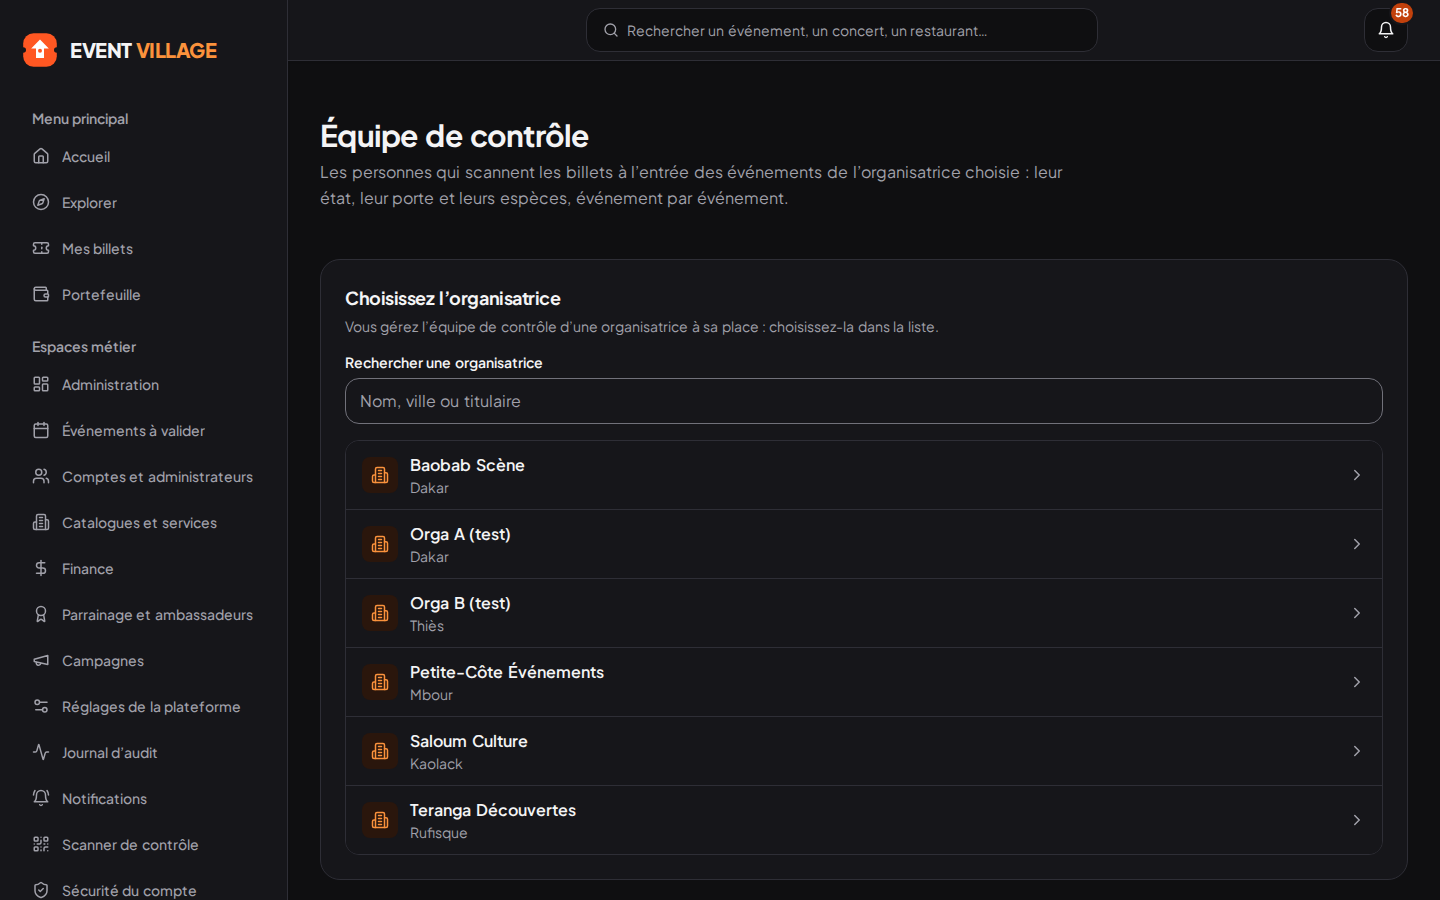 EVENT VILLAGE
Rechercher un événement, un concert, un restaurant...
58
Menu principal
Accueil
Explorer
Mes billets
Portefeuille
Espaces métier
Administration
Événements à valider
Comptes et administrateurs
Catalogues et services
Finance
Parrainage et ambassadeurs
Campagnes
Réglages de la plateforme
Journal d’audit
Notifications
Scanner de contrôle
Sécurité du compte
Équipe de contrôle
Les personnes qui scannent les billets à l’entrée des événements de l’organisatrice choisie : leur
état, leur porte et leurs espèces, événement par événement.
Choisissez l’organisatrice
Vous gérez l’équipe de contrôle d’une organisatrice à sa place : choisissez-la dans la liste.
Rechercher une organisatrice
Nom, ville ou titulaire
Baobab Scène
Dakar
Orga A (test)
Dakar
Orga B (test)
Thiès
Petite-Côte Événements
Mbour
Saloum Culture
Kaolack
Teranga Découvertes
Rufisque